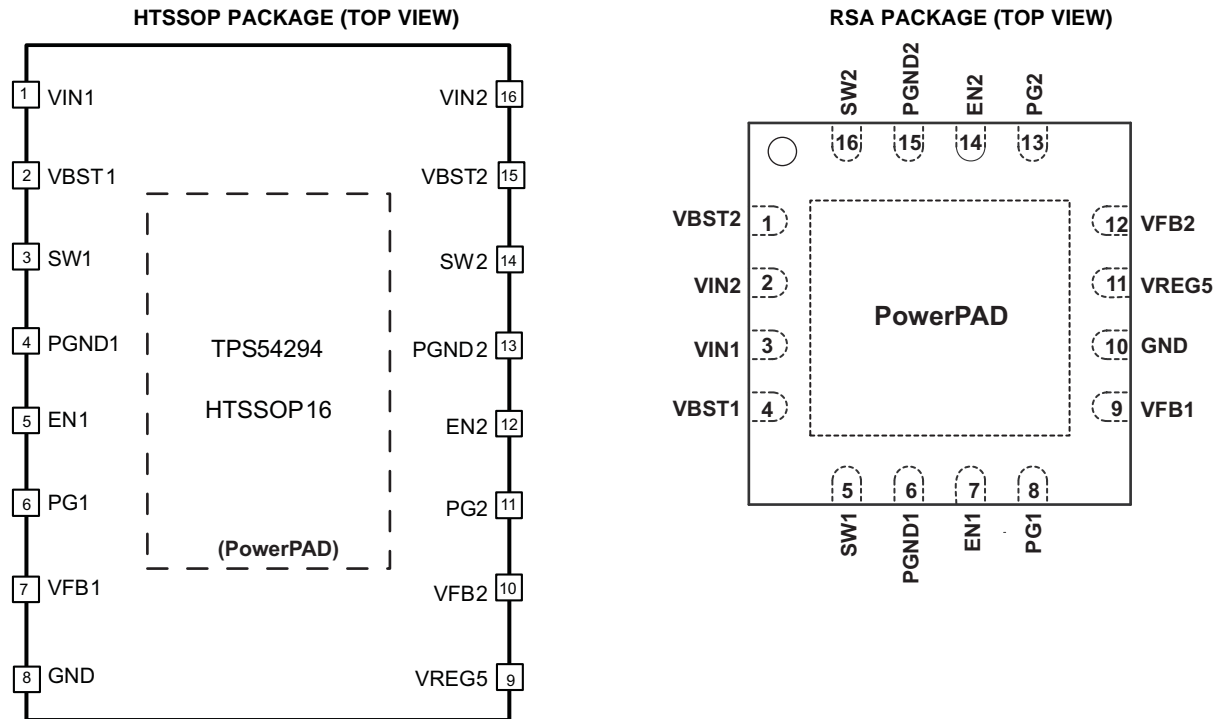 HTSSOP PACKAGE (TOP VIEW)
1 VIN1
2 VBST1
3 SW1
4 PGND1
5 EN1
6 PG1
7 VFB1
8 GND
VIN2 16
VBST2 15
SW2 14
PGND2 13
EN2 12
PG2 11
VFB2 10
VREG5 9
TPS54294
HTSSOP16
(PowerPAD)
RSA PACKAGE (TOP VIEW)
SW2 16
PGND2 15
EN2 14
PG2 13
VBST2 1
VIN2 2
VIN1 3
VBST1 4
PowerPAD
12 VFB2
11 VREG5
10 GND
9 VFB1
5 SW1
6 PGND1
7 EN1
8 PG1